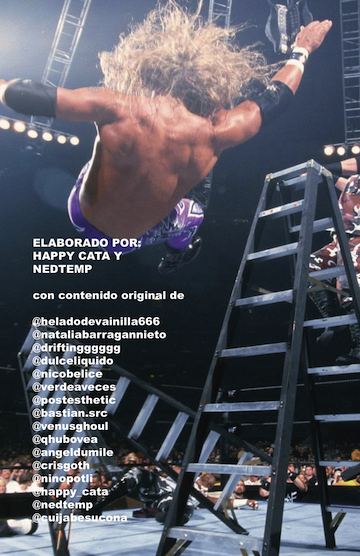 ELABORADO POR:
HAPPY CATA Y
NEDTEMP
con contenido original de
@heladodevainilla666
@nataliabarragannieto
@driftinggggg
@dulceliquido
@nicobelice
@verdeaveces
@postesthetic
@bastian.src
@venusghoul
@qhubovea
@angeldumile
@crisgoth
@ninopotli
@happy_cata
@nedtemp
@cuijabesucona